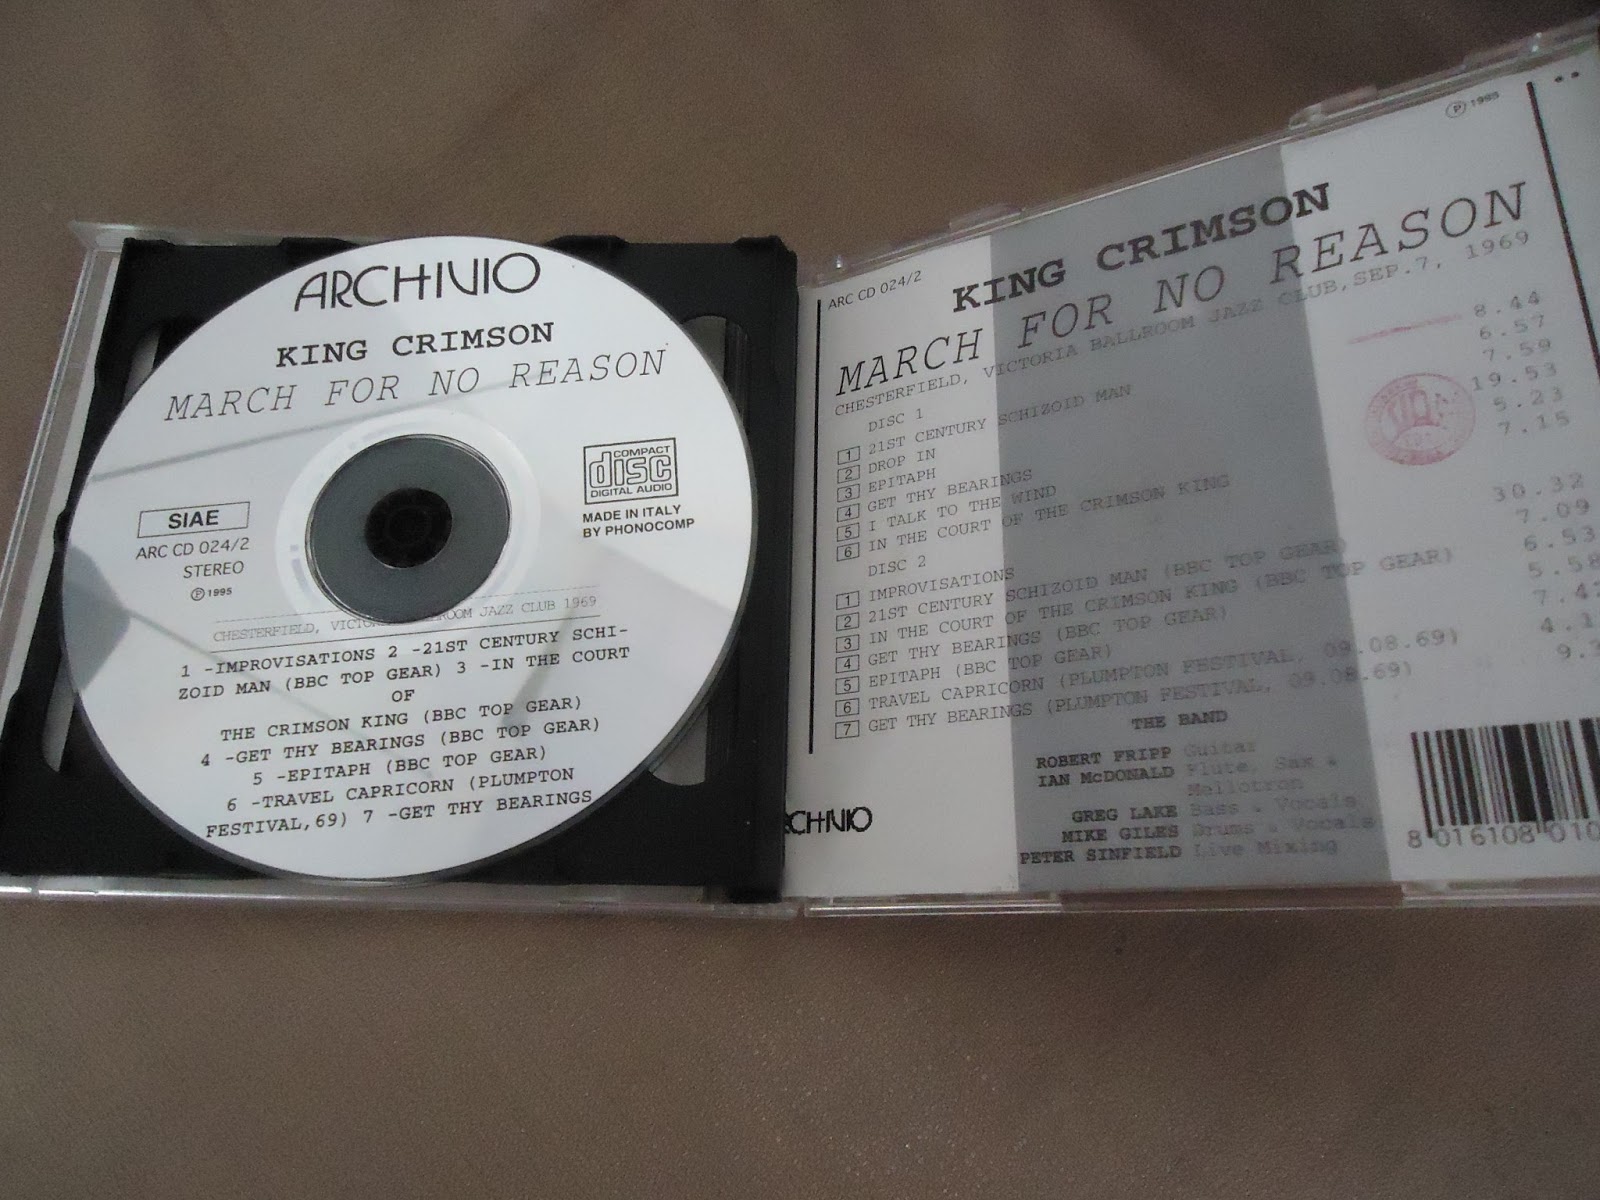 ARCHIVIO
KING CRIMSON
MARCH FOR NO REASON
COMPACT
disc
DIGITAL AUDIO
MADE IN ITALY
BY PHONOCOMP
SIAE
ARC CD 024/2
STEREO
Ⓟ 1995
CHESTERFIELD, JAZZ CLUB 1969
1 -IMPROVISATIONS 2 -21ST CENTURY SCHI-
ZOID MAN (BBC TOP GEAR) 3 -IN THE COURT
OF
THE CRIMSON KING (BBC TOP GEAR)
4 -GET THY BEARINGS (BBC TOP GEAR)
5 -EPITAPH (BBC TOP GEAR)
6 -TRAVEL CAPRICORN (PLUMPTON
FESTIVAL,69) 7 -GET THY BEARINGS
Ⓟ 1995
ARC CD 024/2
KING CRIMSON
MARCH FOR NO REASON
CHESTERFIELD, VICTORIA BALLROOM JAZZ CLUB, SEP.7, 1969
DISC 1
1 21ST CENTURY SCHIZOID MAN 8.44
2 DROP IN 6.57
3 EPITAPH 7.59
4 GET THY BEARINGS 19.53
5 I TALK TO THE WIND 5.23
6 IN THE COURT OF THE CRIMSON KING 7.15
DISC 2
1 IMPROVISATIONS 30.32
2 21ST CENTURY SCHIZOID MAN (BBC TOP GEAR) 7.09
3 IN THE COURT OF THE CRIMSON KING (BBC TOP GEAR) 6.53
4 GET THY BEARINGS (BBC TOP GEAR) 5.58
5 EPITAPH (BBC TOP GEAR)
6 TRAVEL CAPRICORN (PLUMPTON FESTIVAL, 09.08.69)
7 GET THY BEARINGS (PLUMPTON FESTIVAL, 09.08.69)
THE BAND
ROBERT FRIPP Guitar
IAN McDONALD Flute, Sax &
Mellotron
GREG LAKE Bass & Vocals
MIKE GILES Drums & Vocals
PETER SINFIELD Live Mixing
CHIVIO
8 016108 010